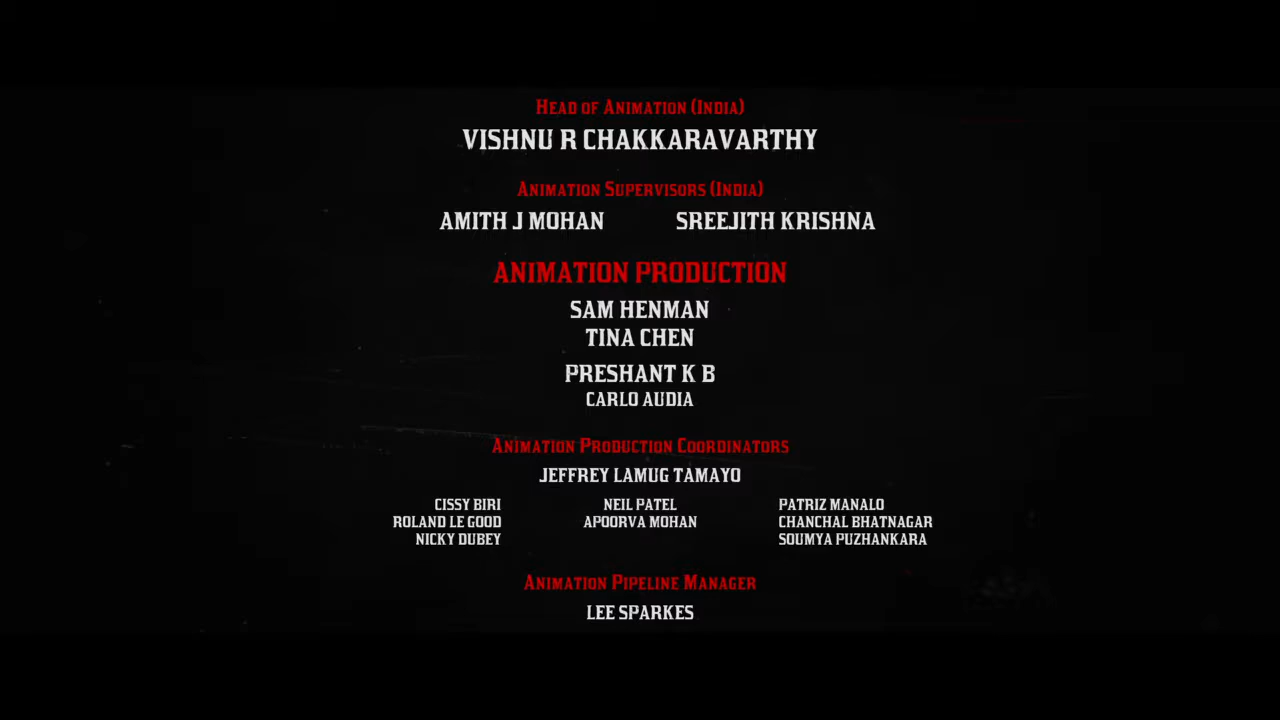 Head of Animation (India)
VISHNU R CHAKKARAVARTHY
Animation Supervisors (India)
AMITH J MOHAN SREEJITH KRISHNA
ANIMATION PRODUCTION
SAM HENMAN
TINA CHEN
PRESHANT K B
CARLO AUDIA
Animation Production Coordinators
JEFFREY LAMUG TAMAYO
CISSY BIRI NEIL PATEL PATRIZ MANALO
ROLAND LE GOOD APOORVA MOHAN CHANCHAL BHATNAGAR
NICKY DUBEY SOUMYA PUZHANKARA
Animation Pipeline Manager
LEE SPARKES